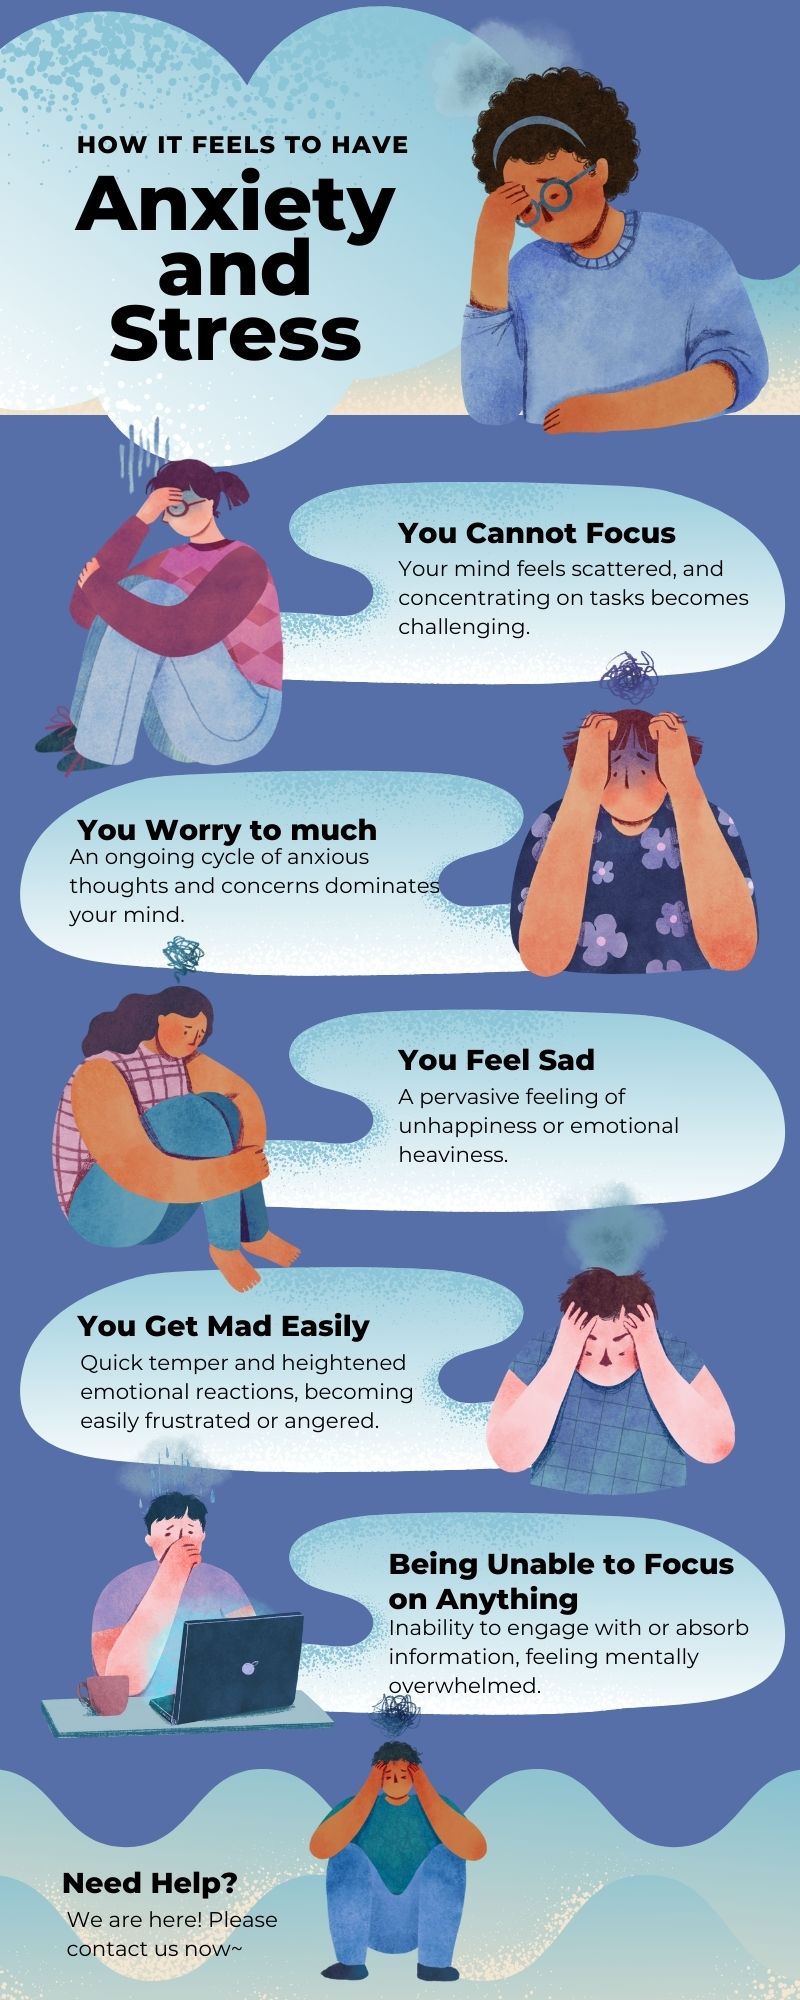 HOW IT FEELS TO HAVE
Anxiety
and
Stress
You Cannot Focus
Your mind feels scattered, and
concentrating on tasks becomes
challenging.
You Worry to much
An ongoing cycle of anxious
thoughts and concerns dominates
your mind.
You Feel Sad
A pervasive feeling of
unhappiness or emotional
heaviness.
You Get Mad Easily
Quick temper and heightened
emotional reactions, becoming
easily frustrated or angered.
Being Unable to Focus
on Anything
Inability to engage with or absorb
information, feeling mentally
overwhelmed.
Need Help?
We are here! Please
contact us now~